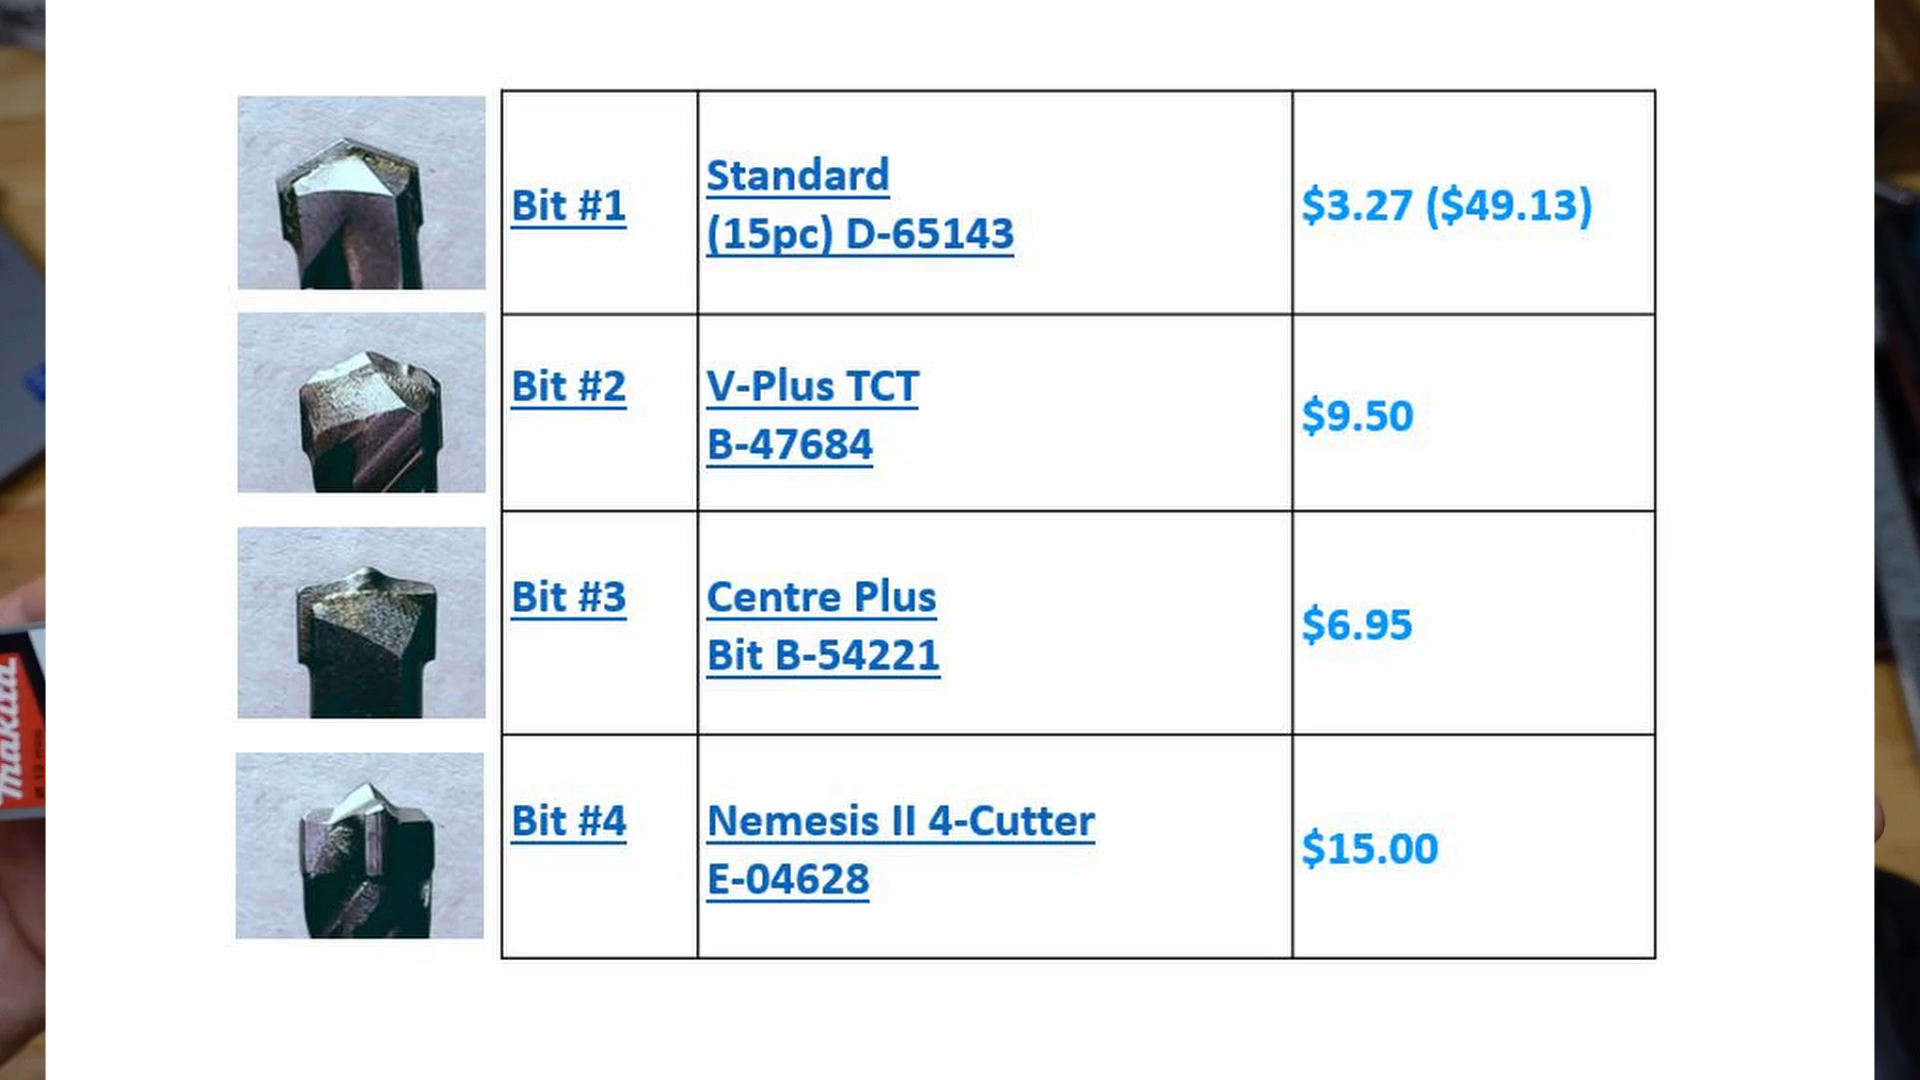 Bit #1
Standard
(15pc) D-65143
$3.27 ($49.13)
Bit #2
V-Plus TCT
B-47684
$9.50
Bit #3
Centre Plus
Bit B-54221
$6.95
Bit #4
Nemesis II 4-Cutter
E-04628
$15.00
makita